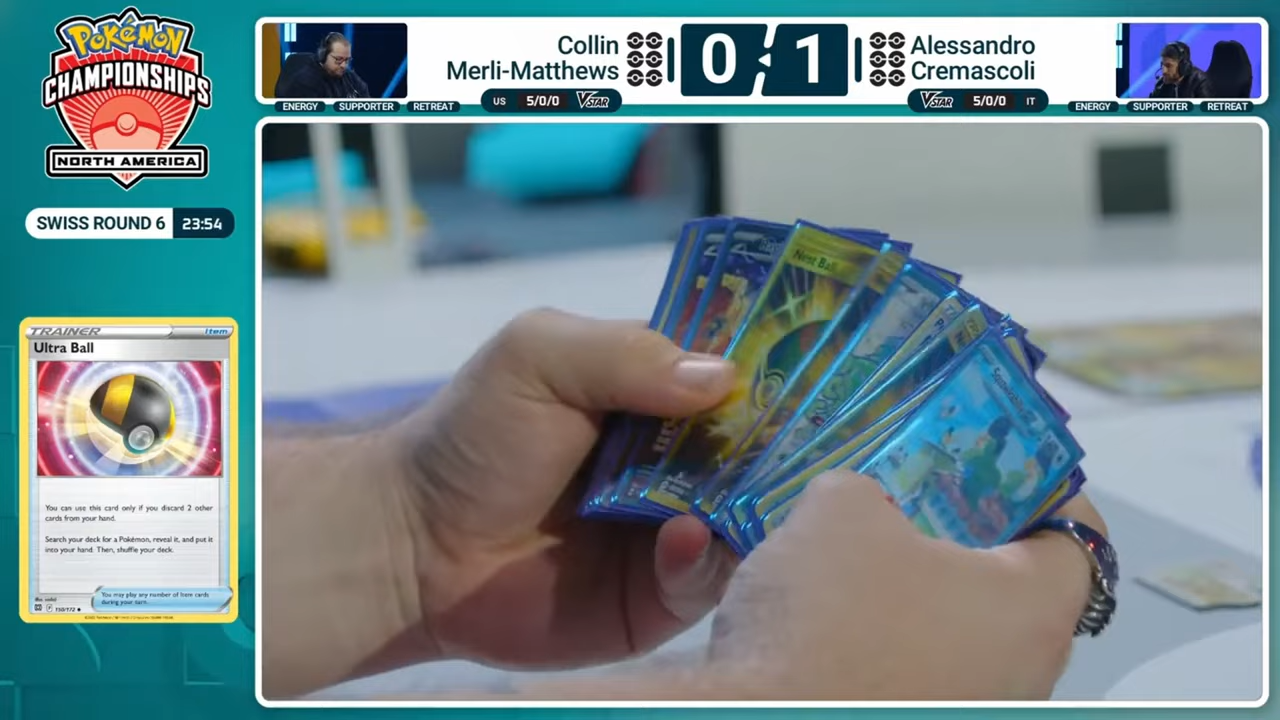 Pokémon
CHAMPIONSHIPS
NORTH AMERICA
SWISS ROUND 6 23:54
Collin
Merli-Matthews
0 1
Alessandro
Cremascoli
ENERGY SUPPORTER RETREAT
US 5/0/0 VSTAR
VSTAR 5/0/0 IT
ENERGY SUPPORTER RETREAT
TRAINER Item
Ultra Ball
You can use this card only if you discard 2 other
cards from your hand.
Search your deck for a Pokémon, reveal it, and put it
into your hand. Then, shuffle your deck.
You may play any number of Item cards
during your turn.
150/172
Nest Ball